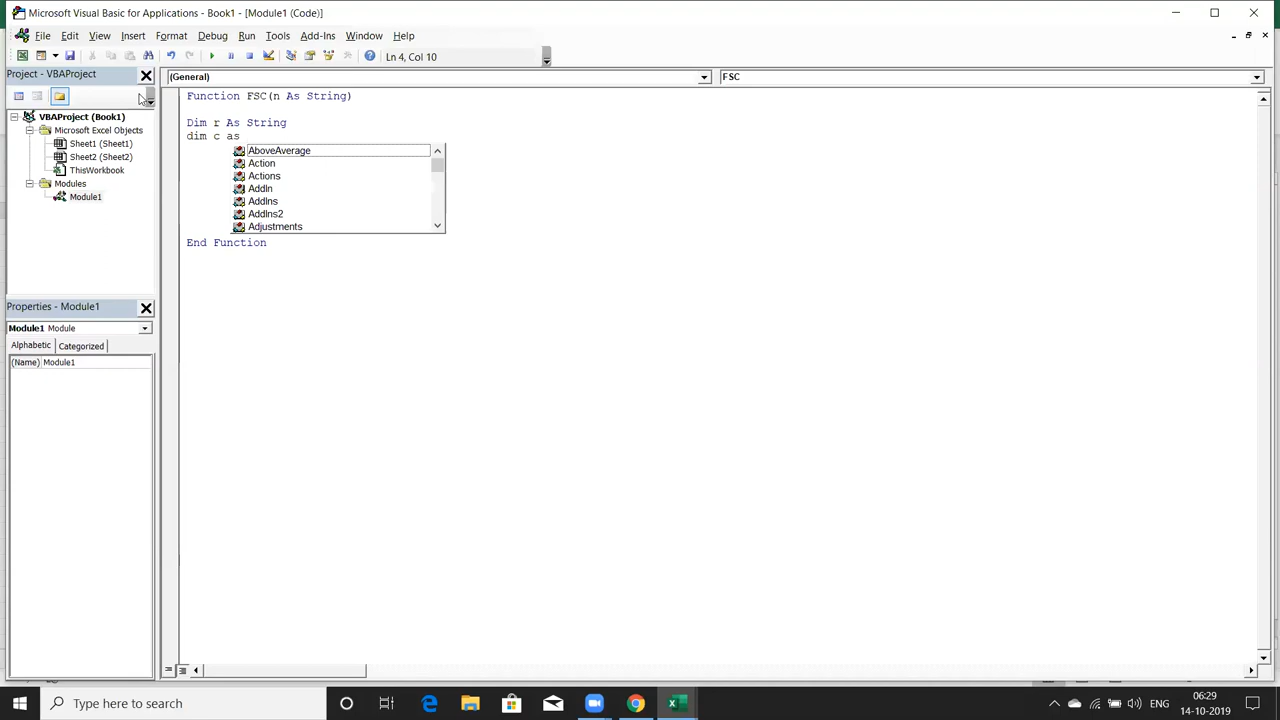 Microsoft Visual Basic for Applications - Book1 - [Module1 (Code)]
File Edit View Insert Format Debug Run Tools Add-Ins Window Help
Ln 4, Col 10
Project - VBAProject
(General)
FSC
VBAProject (Book1)
Microsoft Excel Objects
Sheet1 (Sheet1)
Sheet2 (Sheet2)
ThisWorkbook
Modules
Module1
Function FSC(n As String)
Dim r As String
dim c as
AboveAverage
Action
Actions
AddIn
AddIns
AddIns2
Adjustments
End Function
Properties - Module1
Module1 Module
Alphabetic Categorized
(Name) Module1
Type here to search
ENG
06:29
14-10-2019